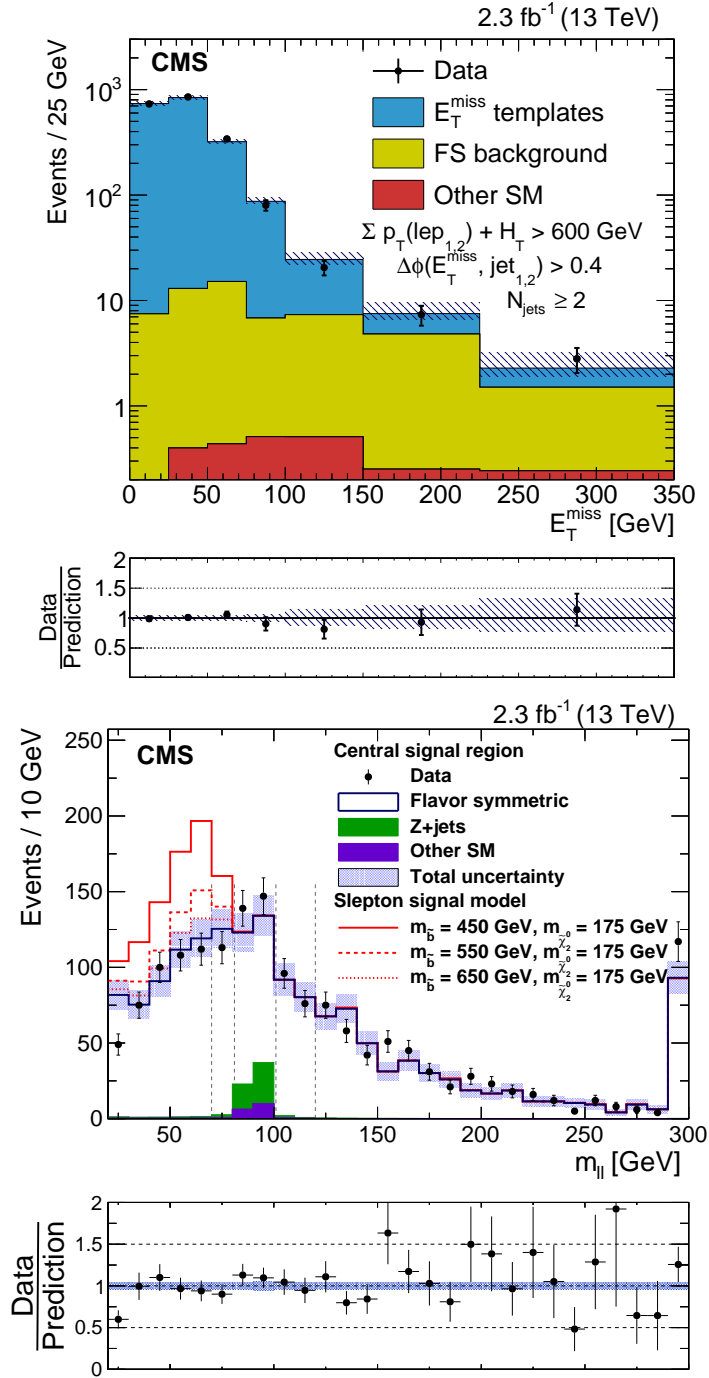 2.3 fb⁻¹ (13 TeV)
CMS
Data
E_T^miss templates
FS background
Other SM
Σ p_T(lep_1,2) + H_T > 600 GeV
Δϕ(E_T^miss, jet_1,2) > 0.4
N_jets ≥ 2
Events / 25 GeV
10³
10²
10
1
0 50 100 150 200 250 300 350
E_T^miss [GeV]
Data
Prediction
2
1.5
1
0.5
2.3 fb⁻¹ (13 TeV)
CMS
Central signal region
Data
Flavor symmetric
Z+jets
Other SM
Total uncertainty
Slepton signal model
m_b̃ = 450 GeV, m_χ̃₂⁰ = 175 GeV
m_b̃ = 550 GeV, m_χ̃₂⁰ = 175 GeV
m_b̃ = 650 GeV, m_χ̃₂⁰ = 175 GeV
Events / 10 GeV
250
200
150
100
50
0
50 100 150 200 250 300
m_ll [GeV]
Data
Prediction
2
1.5
1
0.5
0